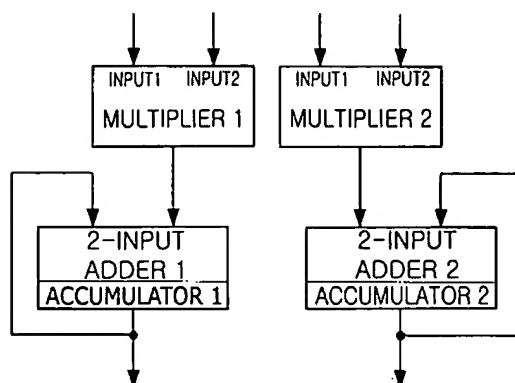 INPUT1 INPUT2
MULTIPLIER 1
INPUT1 INPUT2
MULTIPLIER 2
2-INPUT
ADDER 1
ACCUMULATOR 1
2-INPUT
ADDER 2
ACCUMULATOR 2